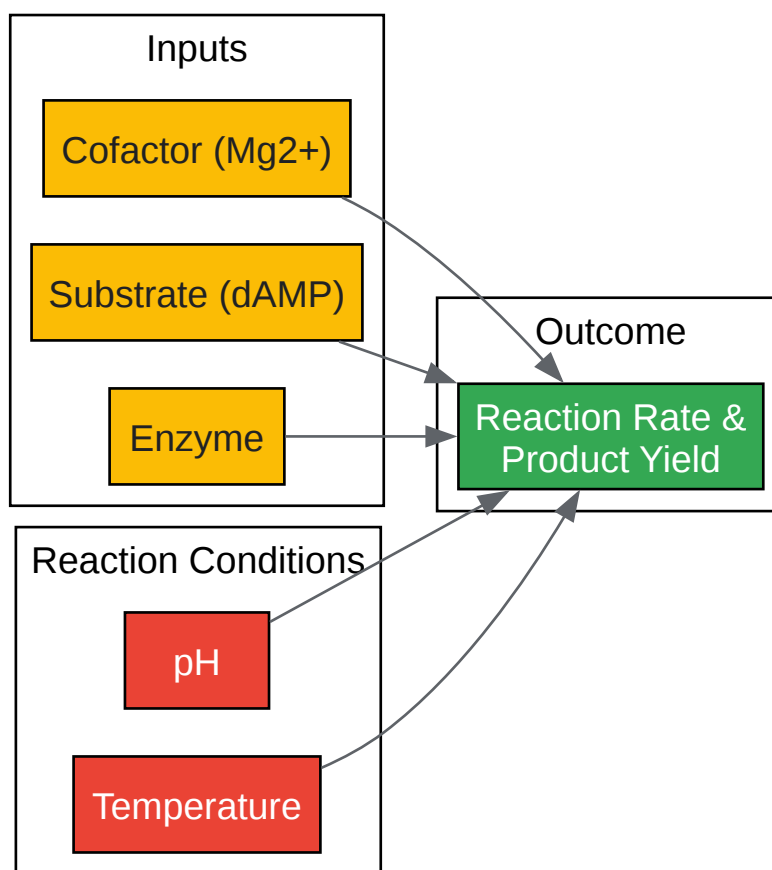 Inputs
Cofactor (Mg2+)
Substrate (dAMP)
Enzyme
Outcome
Reaction Rate &
Product Yield
Reaction Conditions
pH
Temperature